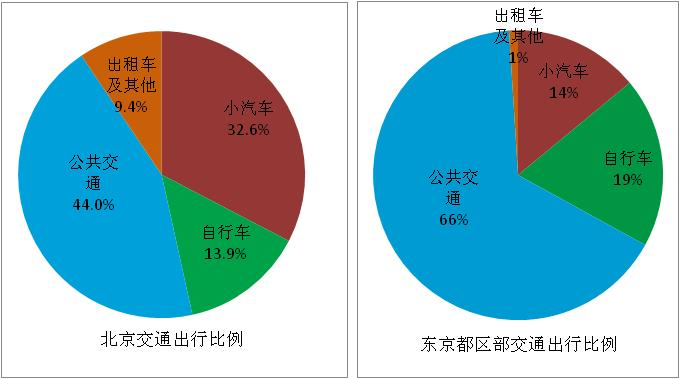 出租车
及其他
9.4%
小汽车
32.6%
公共交
通
44.0%
自行车
13.9%
北京交通出行比例
出租车
及其他
1%
小汽车
14%
自行车
19%
公共交
通
66%
东京都区部交通出行比例